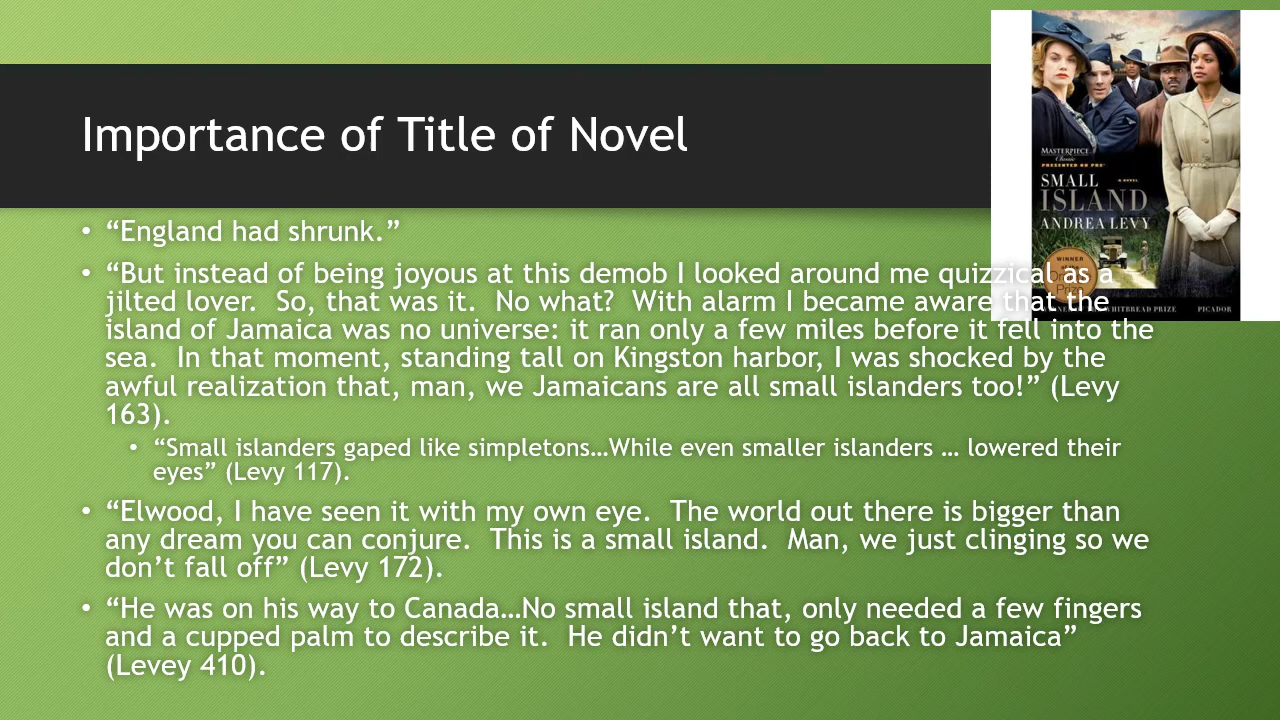 Importance of Title of Novel
MASTERPIECE
Classic
PRESENTED ON PBS
SMALL
A NOVEL
ISLAND
ANDREA LEVY
WINNER
Prize
WHITBREAD PRIZE
PICADOR
• “England had shrunk.”
• “But instead of being joyous at this demob I looked around me quizzical as a
jilted lover.  So, that was it.  No what?  With alarm I became aware that the
island of Jamaica was no universe: it ran only a few miles before it fell into the
sea.  In that moment, standing tall on Kingston harbor, I was shocked by the
awful realization that, man, we Jamaicans are all small islanders too!” (Levy
163).
• “Small islanders gaped like simpletons…While even smaller islanders … lowered their
eyes” (Levy 117).
• “Elwood, I have seen it with my own eye.  The world out there is bigger than
any dream you can conjure.  This is a small island.  Man, we just clinging so we
don’t fall off” (Levy 172).
• “He was on his way to Canada…No small island that, only needed a few fingers
and a cupped palm to describe it.  He didn’t want to go back to Jamaica”
(Levey 410).